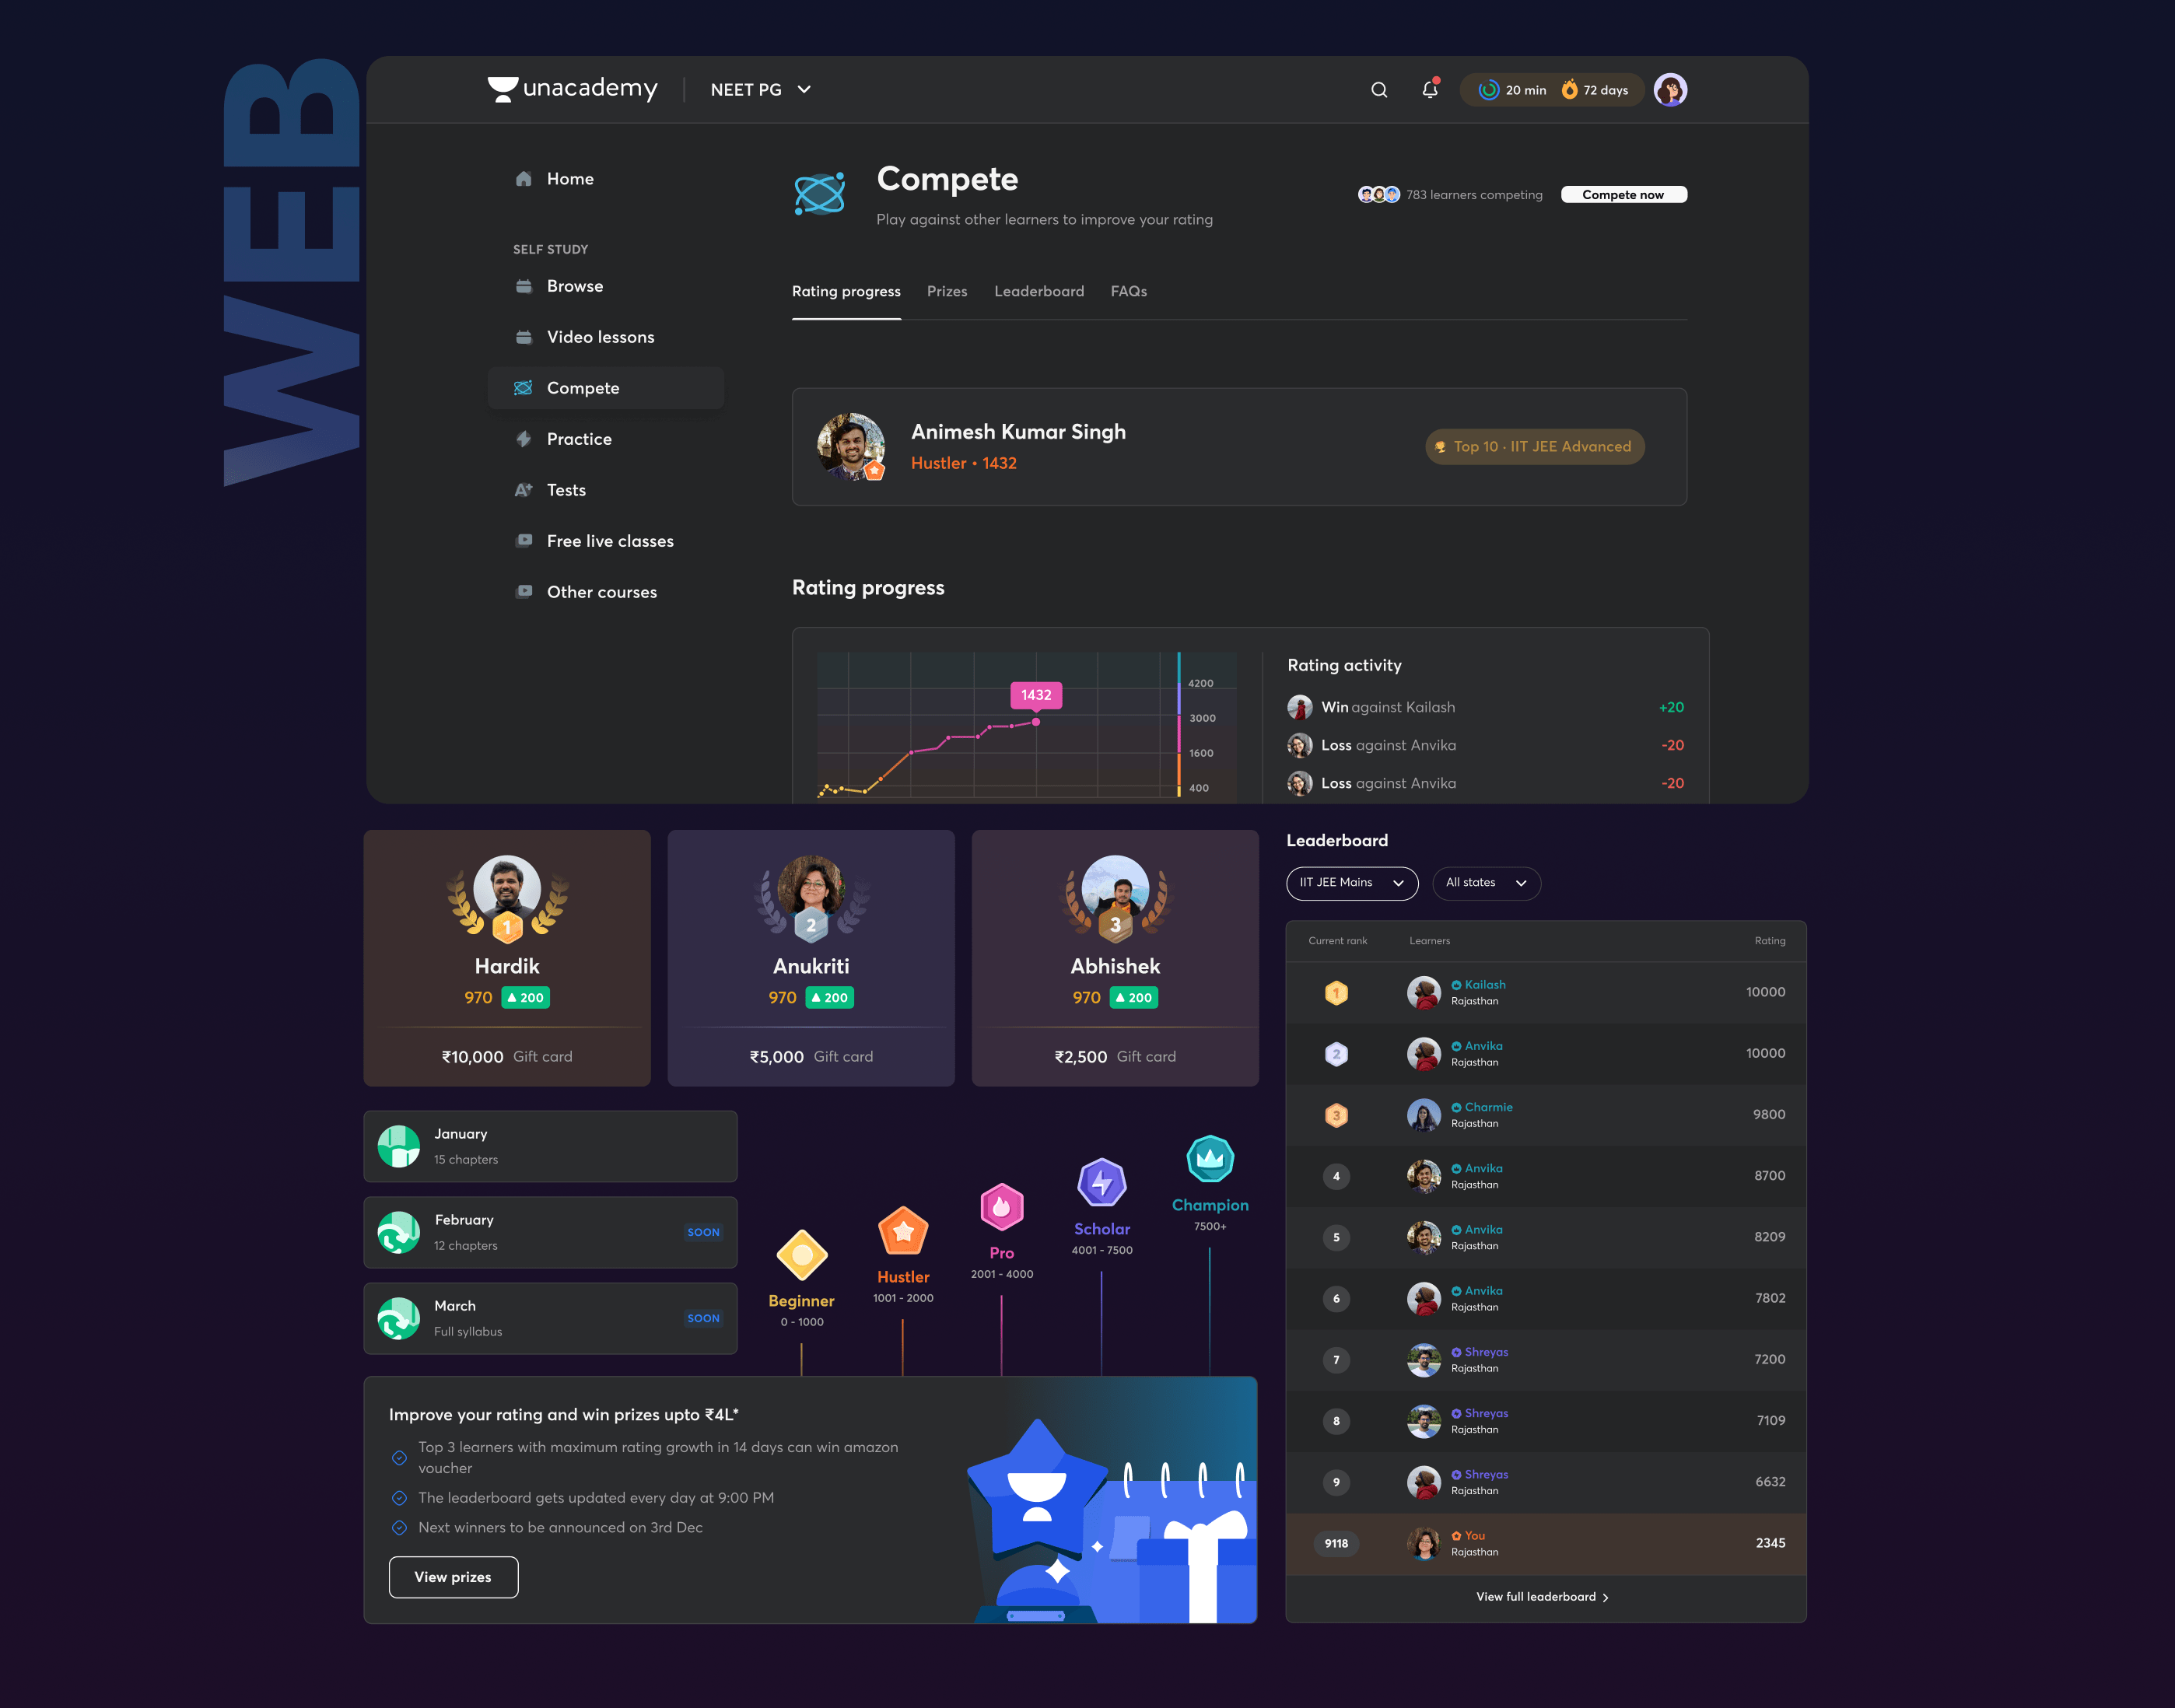 WEB
unacademy
NEET PG
20 min
72 days
Home
SELF STUDY
Browse
Video lessons
Compete
Practice
Tests
Free live classes
Other courses
Compete
Play against other learners to improve your rating
783 learners competing
Compete now
Rating progress
Prizes
Leaderboard
FAQs
Animesh Kumar Singh
Hustler • 1432
Top 10 · IIT JEE Advanced
Rating progress
1432
4200
3000
1600
400
Rating activity
Win against Kailash
+20
Loss against Anvika
-20
Loss against Anvika
-20
1
Hardik
970 ▲ 200
₹10,000 Gift card
2
Anukriti
970 ▲ 200
₹5,000 Gift card
3
Abhishek
970 ▲ 200
₹2,500 Gift card
January
15 chapters
February
12 chapters
SOON
March
Full syllabus
SOON
Beginner
0 - 1000
Hustler
1001 - 2000
Pro
2001 - 4000
Scholar
4001 - 7500
Champion
7500+
Improve your rating and win prizes upto ₹4L*
Top 3 learners with maximum rating growth in 14 days can win amazon
voucher
The leaderboard gets updated every day at 9:00 PM
Next winners to be announced on 3rd Dec
View prizes
Leaderboard
IIT JEE Mains
All states
Current rank Learners Rating
1 Kailash 10000
Rajasthan
2 Anvika 10000
Rajasthan
3 Charmie 9800
Rajasthan
4 Anvika 8700
Rajasthan
5 Anvika 8209
Rajasthan
6 Anvika 7802
Rajasthan
7 Shreyas 7200
Rajasthan
8 Shreyas 7109
Rajasthan
9 Shreyas 6632
Rajasthan
9118 You 2345
Rajasthan
View full leaderboard